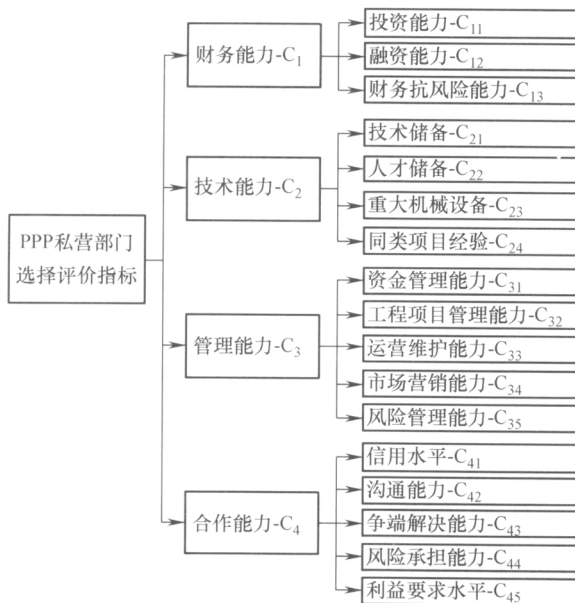 PPP私营部门
选择评价指标
财务能力-C₁
投资能力-C₁₁
融资能力-C₁₂
财务抗风险能力-C₁₃
技术能力-C₂
技术储备-C₂₁
人才储备-C₂₂
重大机械设备-C₂₃
同类项目经验-C₂₄
管理能力-C₃
资金管理能力-C₃₁
工程项目管理能力-C₃₂
运营维护能力-C₃₃
市场营销能力-C₃₄
风险管理能力-C₃₅
合作能力-C₄
信用水平-C₄₁
沟通能力-C₄₂
争端解决能力-C₄₃
风险承担能力-C₄₄
利益要求水平-C₄₅